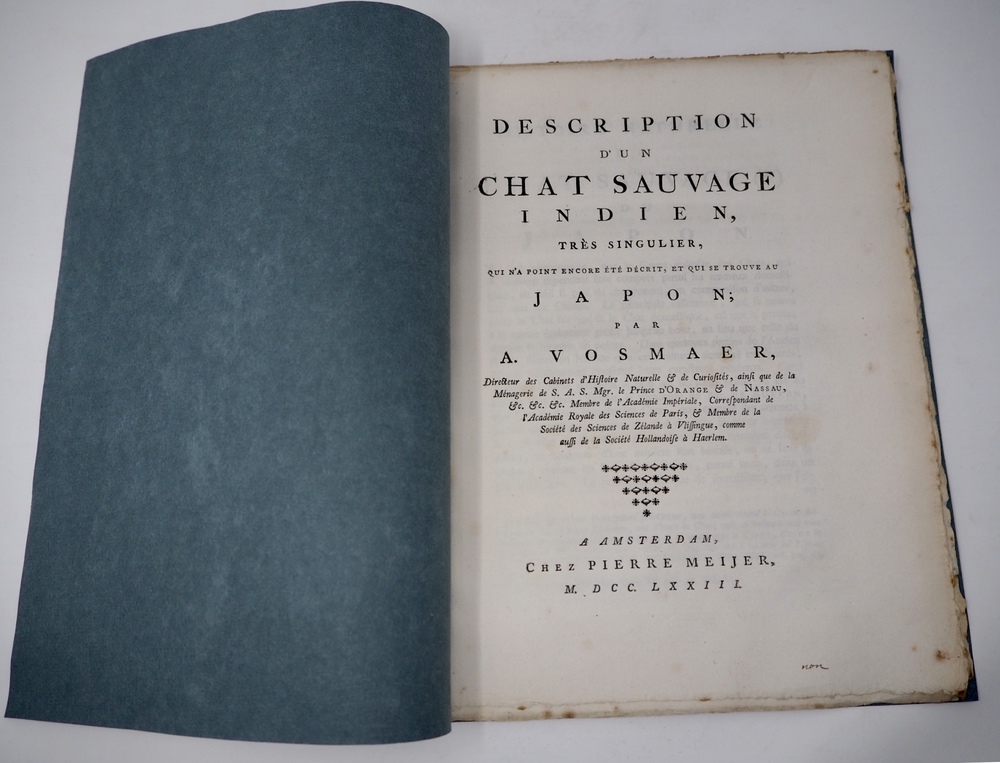 DESCRIPTION
D'UN
CHAT SAUVAGE
INDIEN,
TRÈS SINGULIER,
QUI N'A POINT ENCORE ÉTÉ DÉCRIT, ET QUI SE TROUVE AU
JAPON;
PAR
A. VOSMAER,
Directeur des Cabinets d'Hiſtoire Naturelle & de Curioſités, ainſi que de la
Ménagerie de S. A. S. Mgr. le Prince D'ORANGE & de NASSAU,
&c. &c. &c. Membre de l'Académie Impériale, Correſpondant de
l'Académie Royale des Sciences de Paris, & Membre de la
Société des Sciences de Zélande à Vliſſingue, comme
auſſi de la Société Hollandoiſe à Haerlem.
A AMSTERDAM,
CHEZ PIERRE MEIJER,
M. DCC. LXXIII.
non